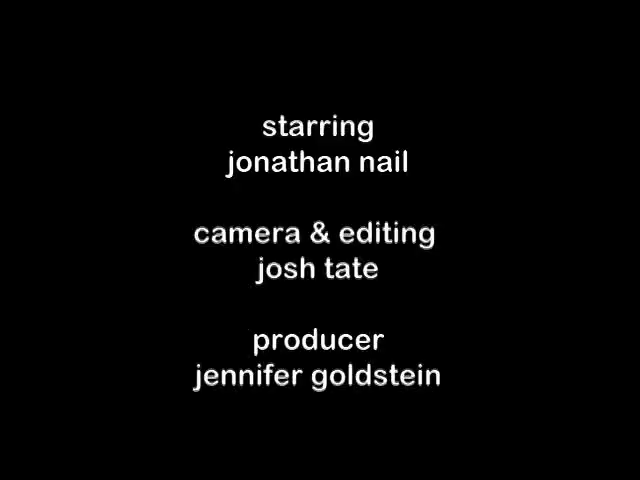 starring
jonathan nail
camera & editing
josh tate
producer
jennifer goldstein